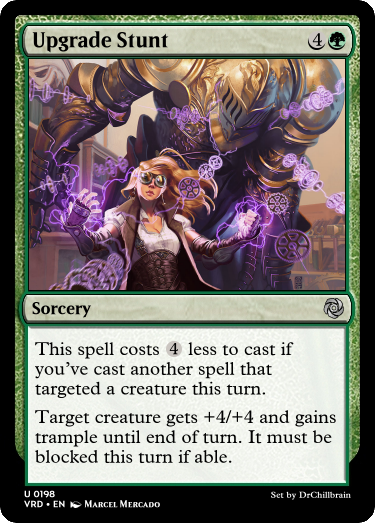 Upgrade Stunt 4
Sorcery
This spell costs 4 less to cast if
you've cast another spell that
targeted a creature this turn.
Target creature gets +4/+4 and gains
trample until end of turn. It must be
blocked this turn if able.
U 0198
VRD • EN Marcel Mercado
Set by DrChillbrain